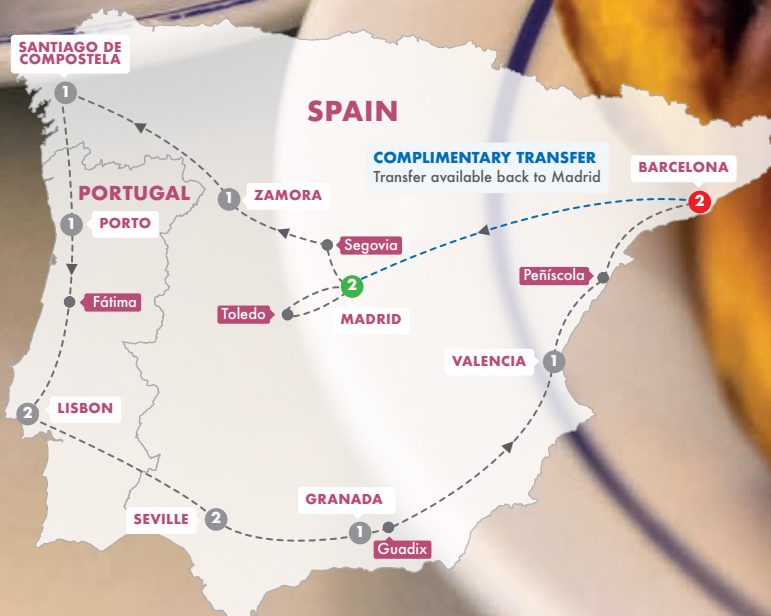 SANTIAGO DE
COMPOSTELA
1
SPAIN
COMPLIMENTARY TRANSFER
Transfer available back to Madrid
BARCELONA
2
PORTUGAL
1
ZAMORA
1
PORTO
Segovia
Peñíscola
2
Fátima
Toledo
MADRID
VALENCIA
1
2
LISBON
GRANADA
SEVILLE
2
1
Guadix